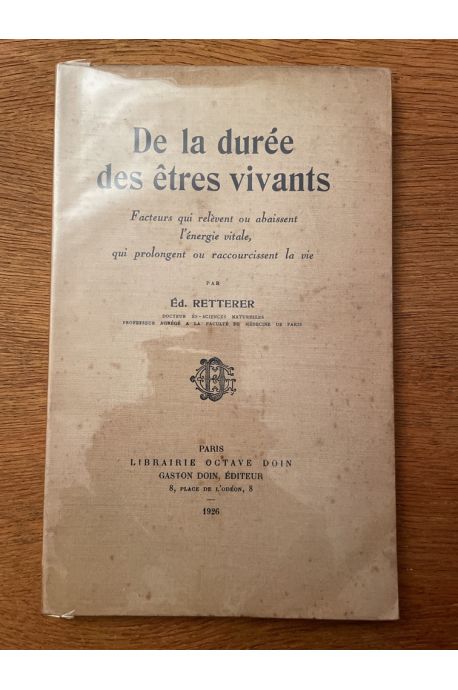 De la durée
des êtres vivants
Facteurs qui relèvent ou abaissent
l'énergie vitale,
qui prolongent ou raccourcissent la vie
PAR
Éd. RETTERER
DOCTEUR ÈS-SCIENCES NATURELLES
PROFESSEUR AGRÉGÉ A LA FACULTÉ DE MÉDECINE DE PARIS
PARIS
LIBRAIRIE OCTAVE DOIN
GASTON DOIN, ÉDITEUR
8, PLACE DE L'ODÉON, 8
1926